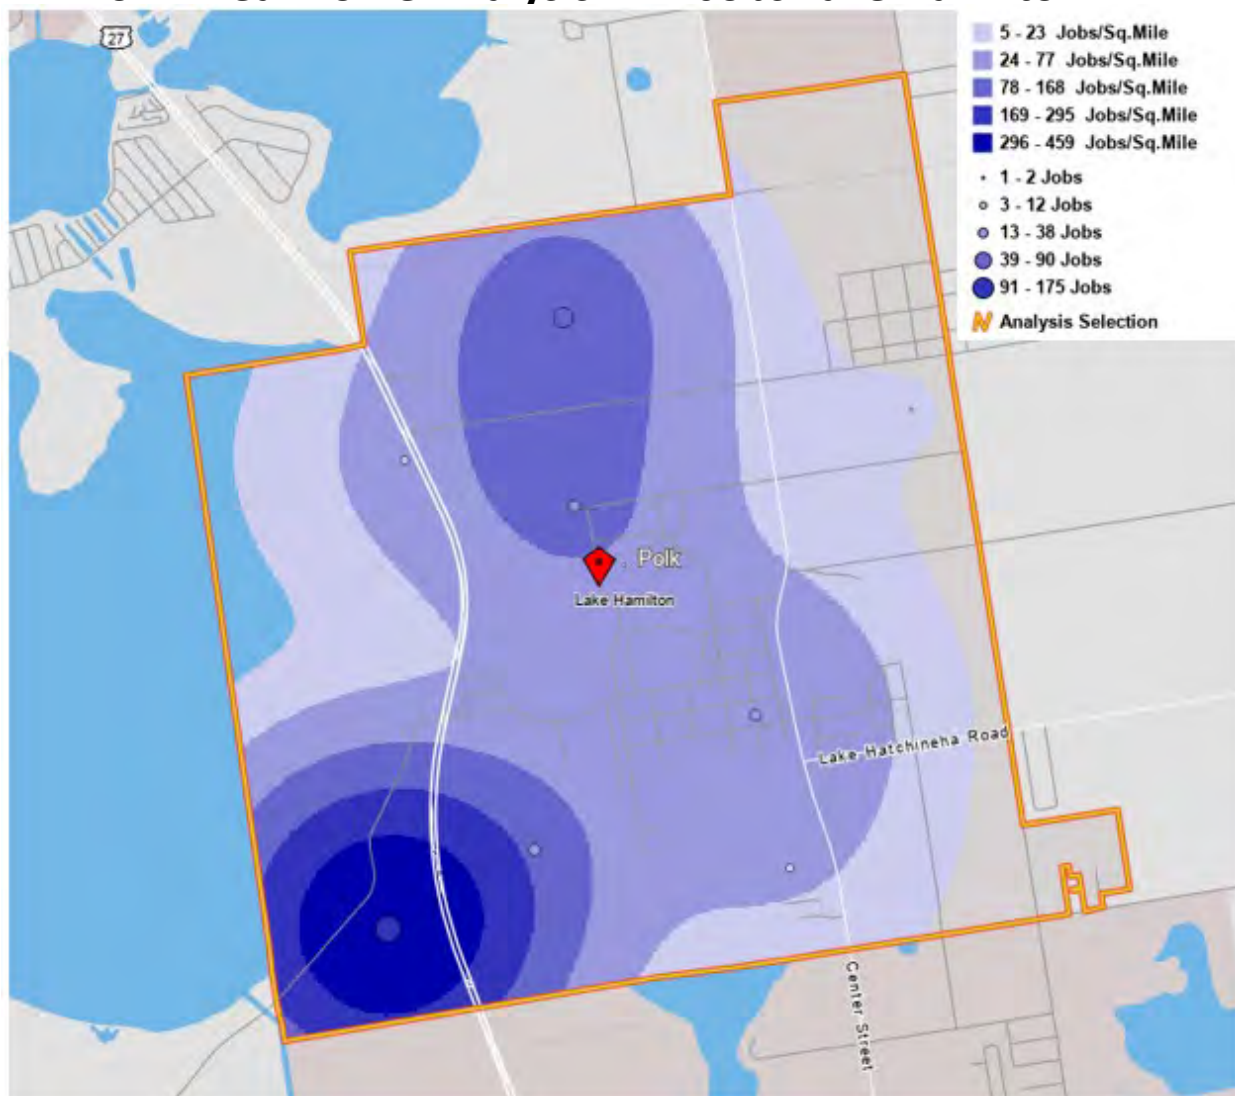 27
5 - 23 Jobs/Sq.Mile
24 - 77 Jobs/Sq.Mile
78 - 168 Jobs/Sq.Mile
169 - 295 Jobs/Sq.Mile
296 - 459 Jobs/Sq.Mile
1 - 2 Jobs
3 - 12 Jobs
13 - 38 Jobs
39 - 90 Jobs
91 - 175 Jobs
Analysis Selection
Polk
Lake Hamilton
Lake Hatchineha Road
Center Street